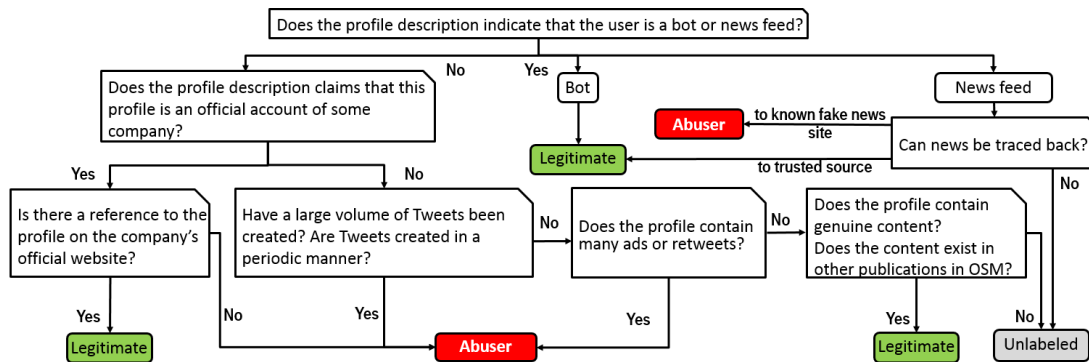 Does the profile description indicate that the user is a bot or news feed?
No
Yes
Does the profile description claims that this
profile is an official account of some
company?
Bot
News feed
Abuser
to known fake news
site
Can news be traced back?
Legitimate
to trusted source
Yes
No
No
Is there a reference to the
profile on the company's
official website?
Have a large volume of Tweets been
created? Are Tweets created in a
periodic manner?
No
Does the profile contain
many ads or retweets?
No
Does the profile contain
genuine content?
Does the content exist in
other publications in OSM?
Yes
No
Yes
Yes
Yes
No
Legitimate
Abuser
Legitimate
Unlabeled